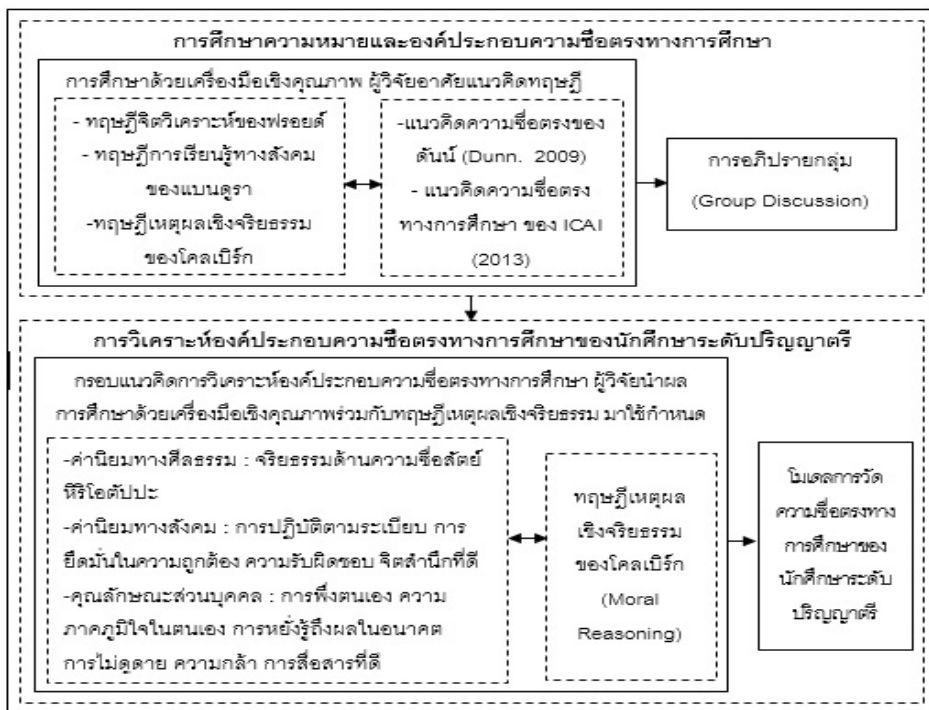 การศึกษาความหมายและองค์ประกอบความซื่อตรงทางการศึกษา
การศึกษาด้วยเครื่องมือเชิงคุณภาพ ผู้วิจัยอาศัยแนวคิดทฤษฎี
- ทฤษฎีจิตวิเคราะห์ของฟรอยด์
- ทฤษฎีการเรียนรู้ทางสังคม
ของแบนดูรา
-ทฤษฎีเหตุผลเชิงจริยธรรม
ของโคลเบิร์ก
-แนวคิดความซื่อตรงของ
ดันน์ (Dunn. 2009)
- แนวคิดความซื่อตรง
ทางการศึกษา ของ ICAI
(2013)
การอภิปรายกลุ่ม
(Group Discussion)
การวิเคราะห์องค์ประกอบความซื่อตรงทางการศึกษาของนักศึกษาระดับปริญญาตรี
กรอบแนวคิดการวิเคราะห์องค์ประกอบความซื่อตรงทางการศึกษา ผู้วิจัยนำผล
การศึกษาด้วยเครื่องมือเชิงคุณภาพร่วมกับทฤษฎีเหตุผลเชิงจริยธรรม มาใช้กำหนด
-ค่านิยมทางศีลธรรม : จริยธรรมด้านความซื่อสัตย์
หิริโอตัปปะ
-ค่านิยมทางสังคม : การปฏิบัติตามระเบียบ การ
ยึดมั่นในความถูกต้อง ความรับผิดชอบ จิตสำนึกที่ดี
-คุณลักษณะส่วนบุคคล : การพึ่งตนเอง ความ
ภาคภูมิใจในตนเอง การหยั่งรู้ถึงผลในอนาคต
การไม่ดูดาย ความกล้า การสื่อสารที่ดี
ทฤษฎีเหตุผล
เชิงจริยธรรม
ของโคลเบิร์ก
(Moral
Reasoning)
โมเดลการวัด
ความซื่อตรงทาง
การศึกษาของ
นักศึกษาระดับ
ปริญญาตรี